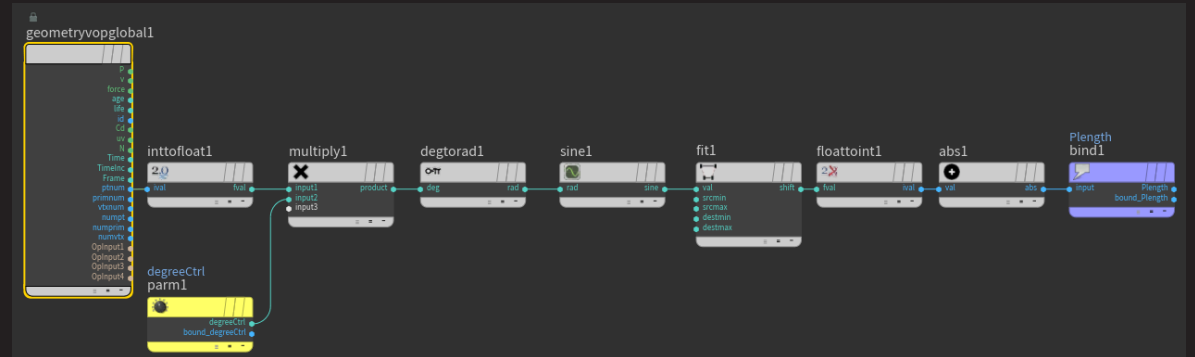 geometryvopglobal1
P
v
force
age
life
id
Cd
uv
N
Time
TimeInc
Frame
ptnum
primnum
vtxnum
numpt
numprim
numvtx
OpInput1
OpInput2
OpInput3
OpInput4
inttofloat1
ival fval
degreeCtrl
parm1
degreeCtrl
bound_degreeCtrl
multiply1
input1 product
input2
input3
degtorad1
deg rad
sine1
rad sine
fit1
val shift
srcmin
srcmax
destmin
destmax
floattoint1
fval ival
abs1
val abs
Plength
bind1
input Plength
bound_Plength